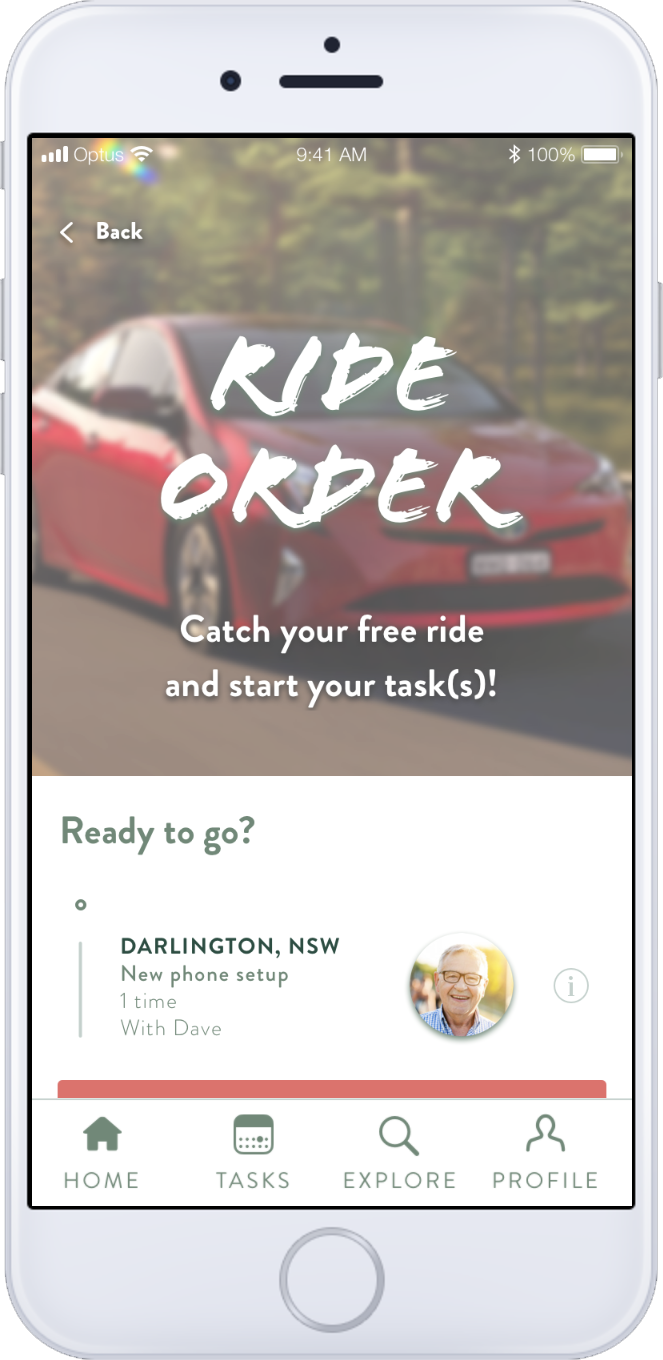 Optus 9:41 AM 100%
Back
RIDE
ORDER
Catch your free ride
and start your task(s)!
Ready to go?
DARLINGTON, NSW
New phone setup
1 time
With Dave
i
HOME TASKS EXPLORE PROFILE